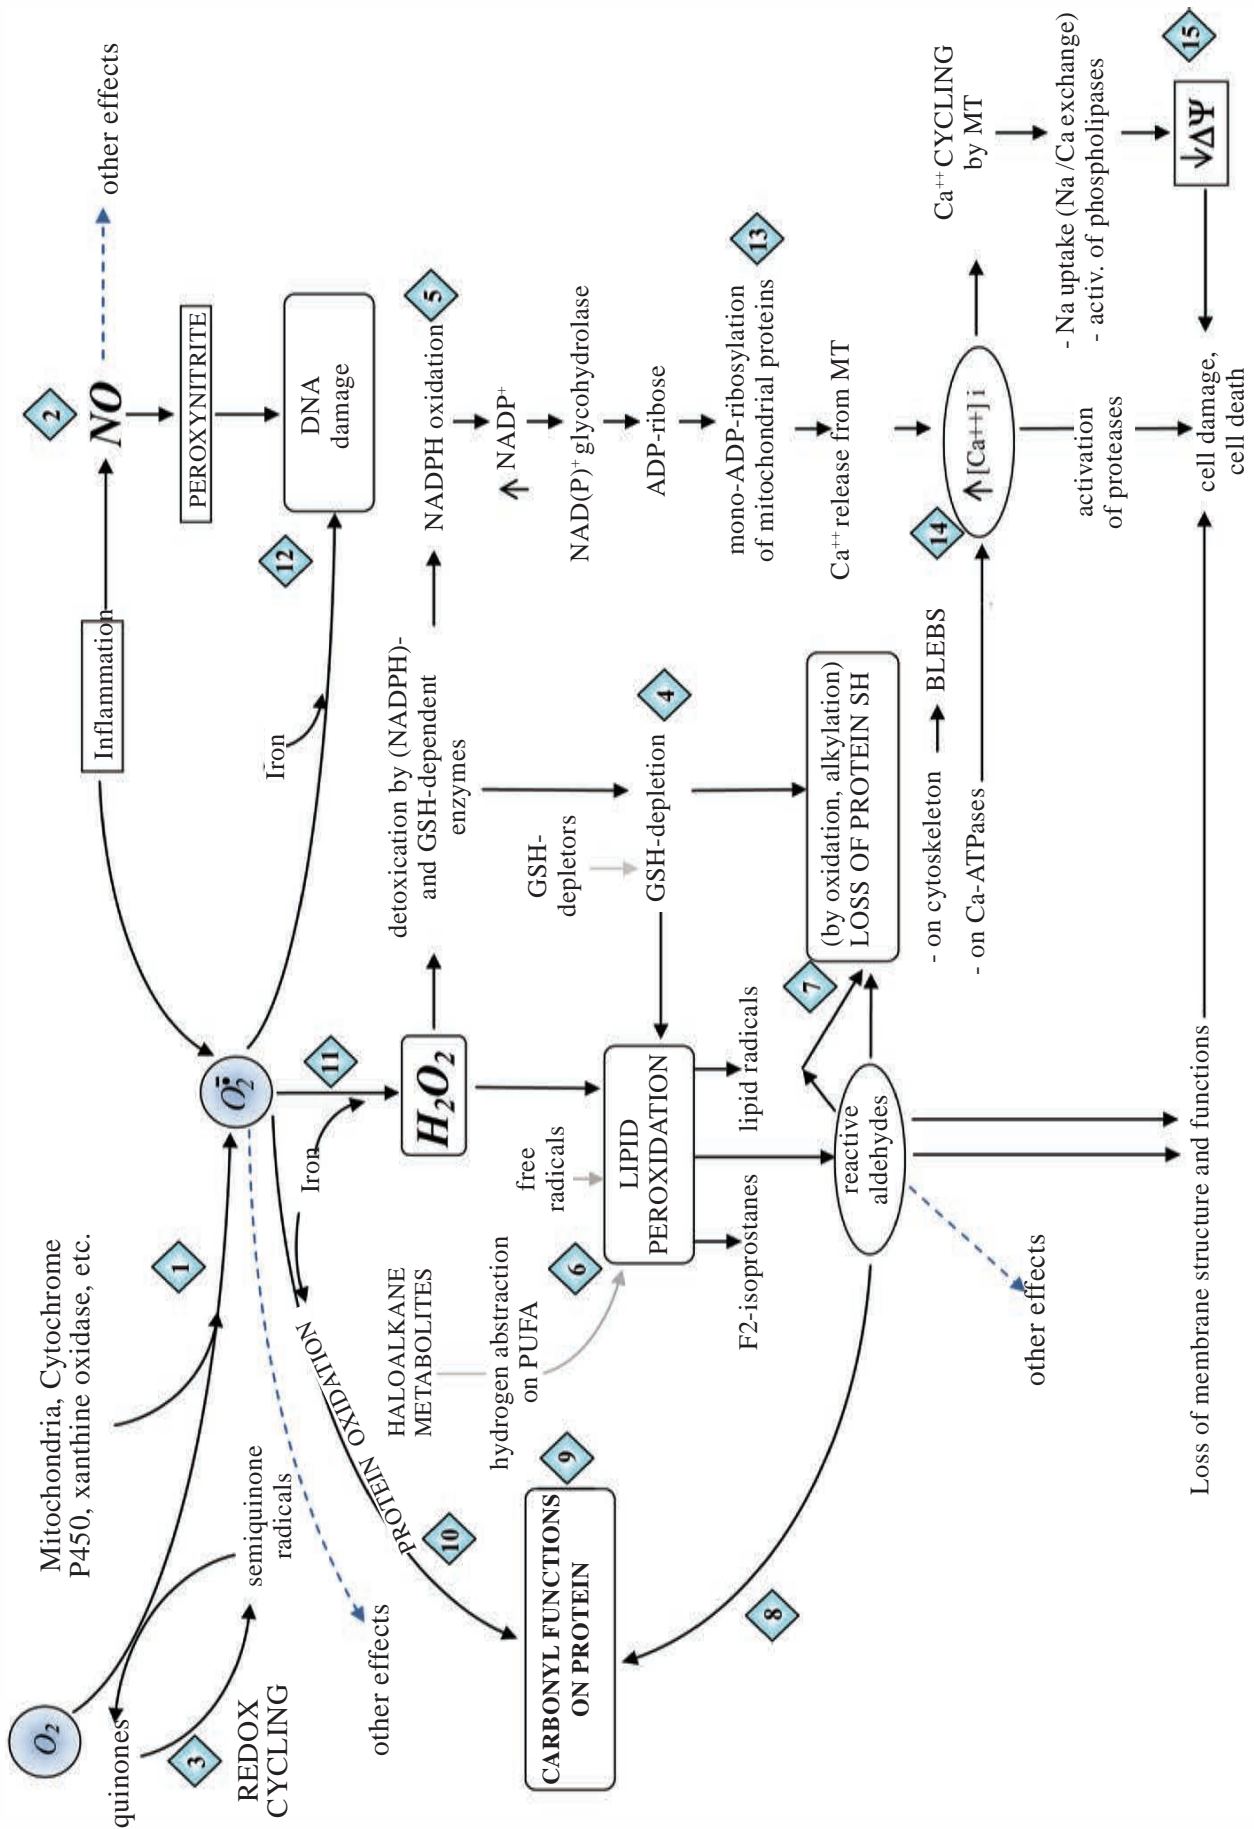 O₂
quinones
3
REDOX
CYCLING
semiquinone
radicals
Mitochondria, Cytochrome
P450, xanthine oxidase, etc.
1
O₂•̄
Inflammation
2
NO
other effects
PEROXYNITRITE
DNA
damage
12
Iron
11
Iron
other effects
PROTEIN OXIDATION
10
H₂O₂
detoxication by (NADPH)-
and GSH-dependent
enzymes
NADPH oxidation
5
↑ NADP⁺
NAD(P)⁺ glycohydrolase
ADP-ribose
mono-ADP-ribosylation
of mitochondrial proteins
13
Ca⁺⁺ release from MT
HALOALKANE
METABOLITES
hydrogen abstraction
on PUFA
6
free
radicals
GSH-
depletors
GSH-depletion
4
CARBONYL FUNCTIONS
ON PROTEIN
9
LIPID
PEROXIDATION
F2-isoprostanes
lipid radicals
7
(by oxidation, alkylation)
LOSS OF PROTEIN SH
8
reactive
aldehydes
other effects
- on cytoskeleton
BLEBS
- on Ca-ATPases
14
↑[Ca++] i
Ca⁺⁺ CYCLING
by MT
- Na uptake (Na /Ca exchange)
- activ. of phospholipases
15
↓ΔΨ
activation
of proteases
Loss of membrane structure and functions
cell damage,
cell death